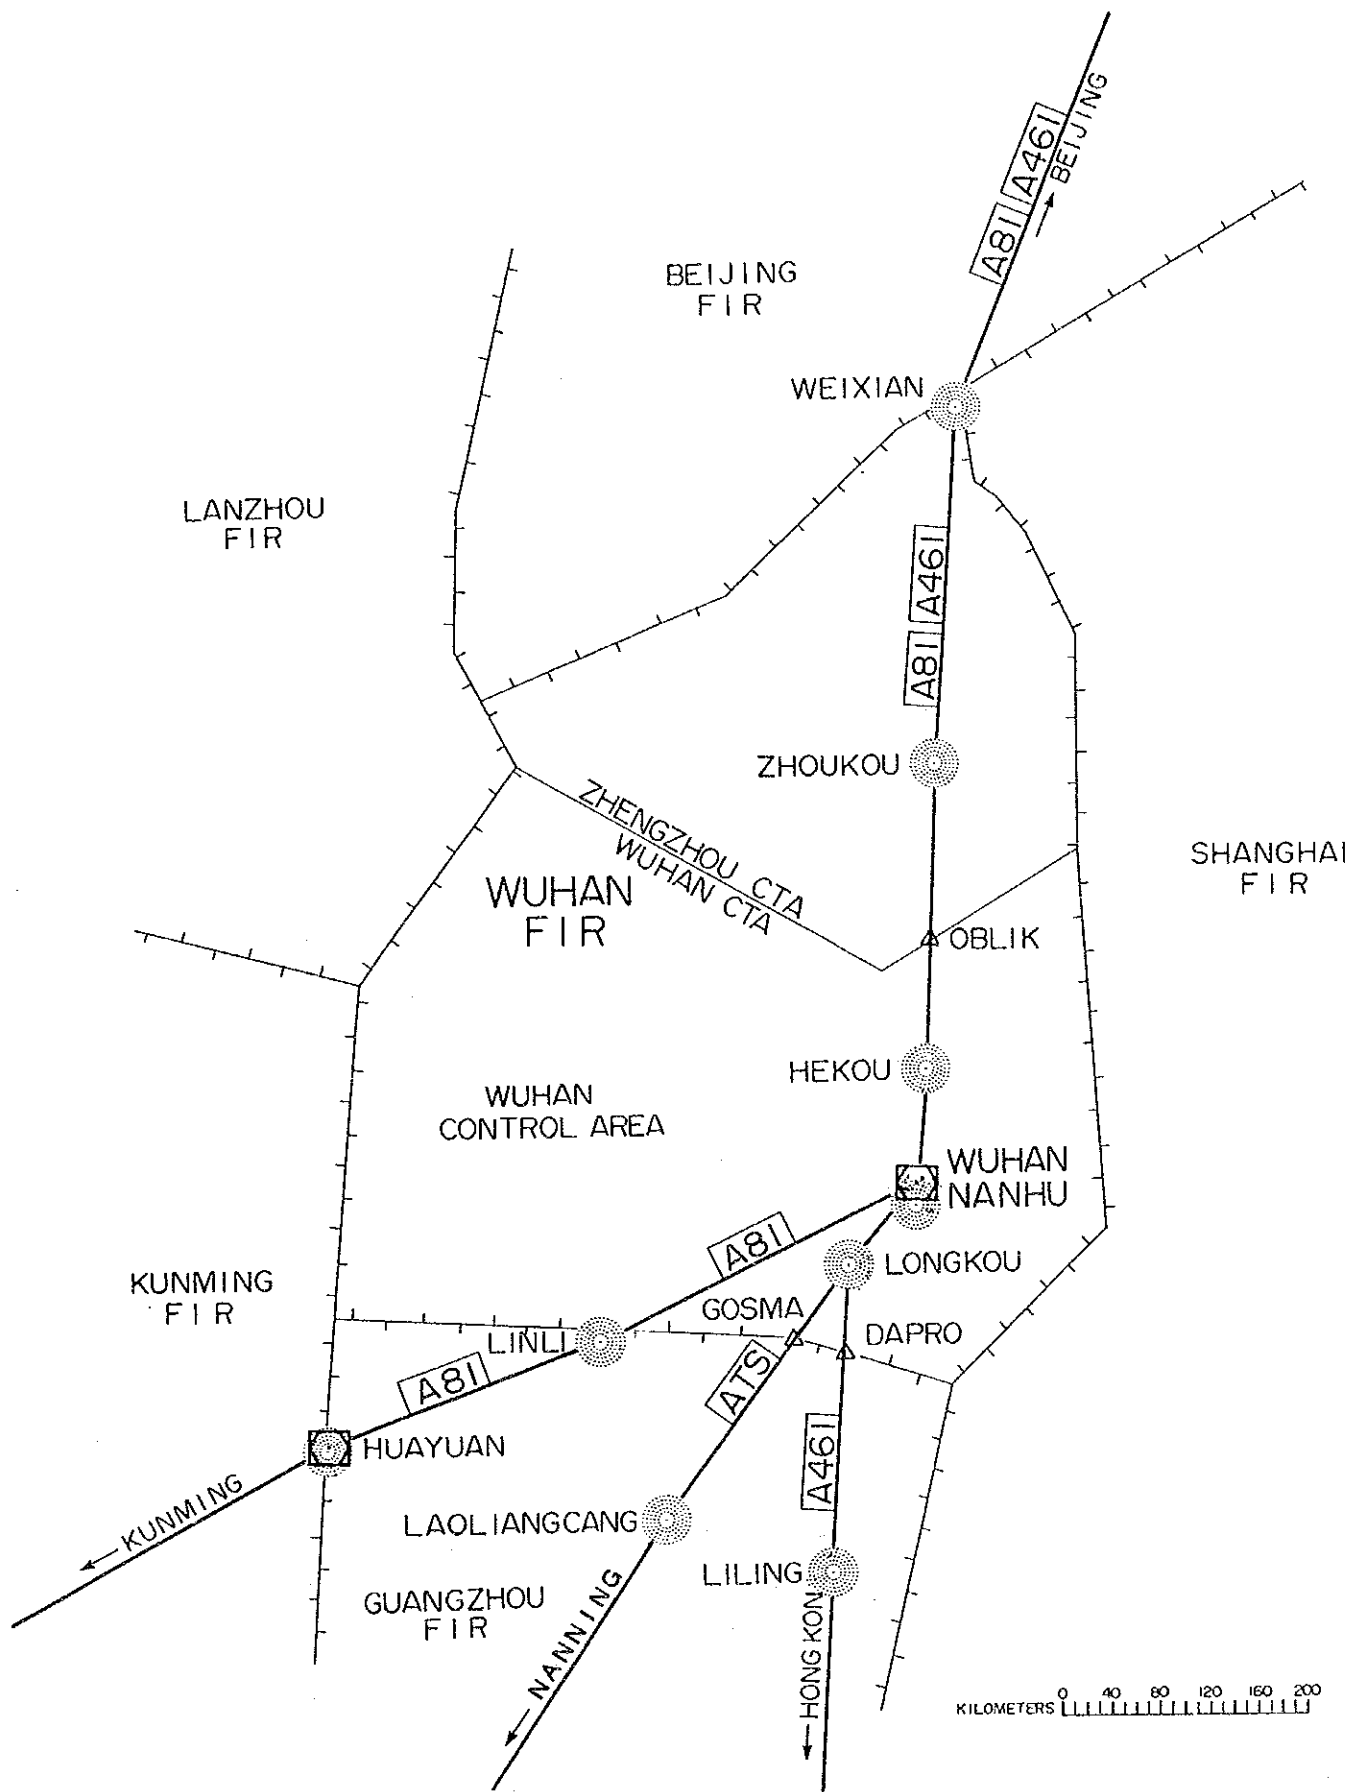 A461
A81
BEIJING
BEIJING
FIR
WEIXIAN
LANZHOU
FIR
A461
A81
ZHOUKOU
ZHENGZHOU CTA
WUHAN CTA
SHANGHAI
FIR
WUHAN
FIR
OBLIK
HEKOU
WUHAN
CONTROL AREA
WUHAN
NANHU
A81
LONGKOU
KUNMING
FIR
GOSMA
DAPRO
LINLI
ATS
A81
HUAYUAN
A461
KUNMING
LAOLIANGCANG
LILING
GUANGZHOU
FIR
NANNING
HONG KON
KILOMETERS 0 40 80 120 160 200